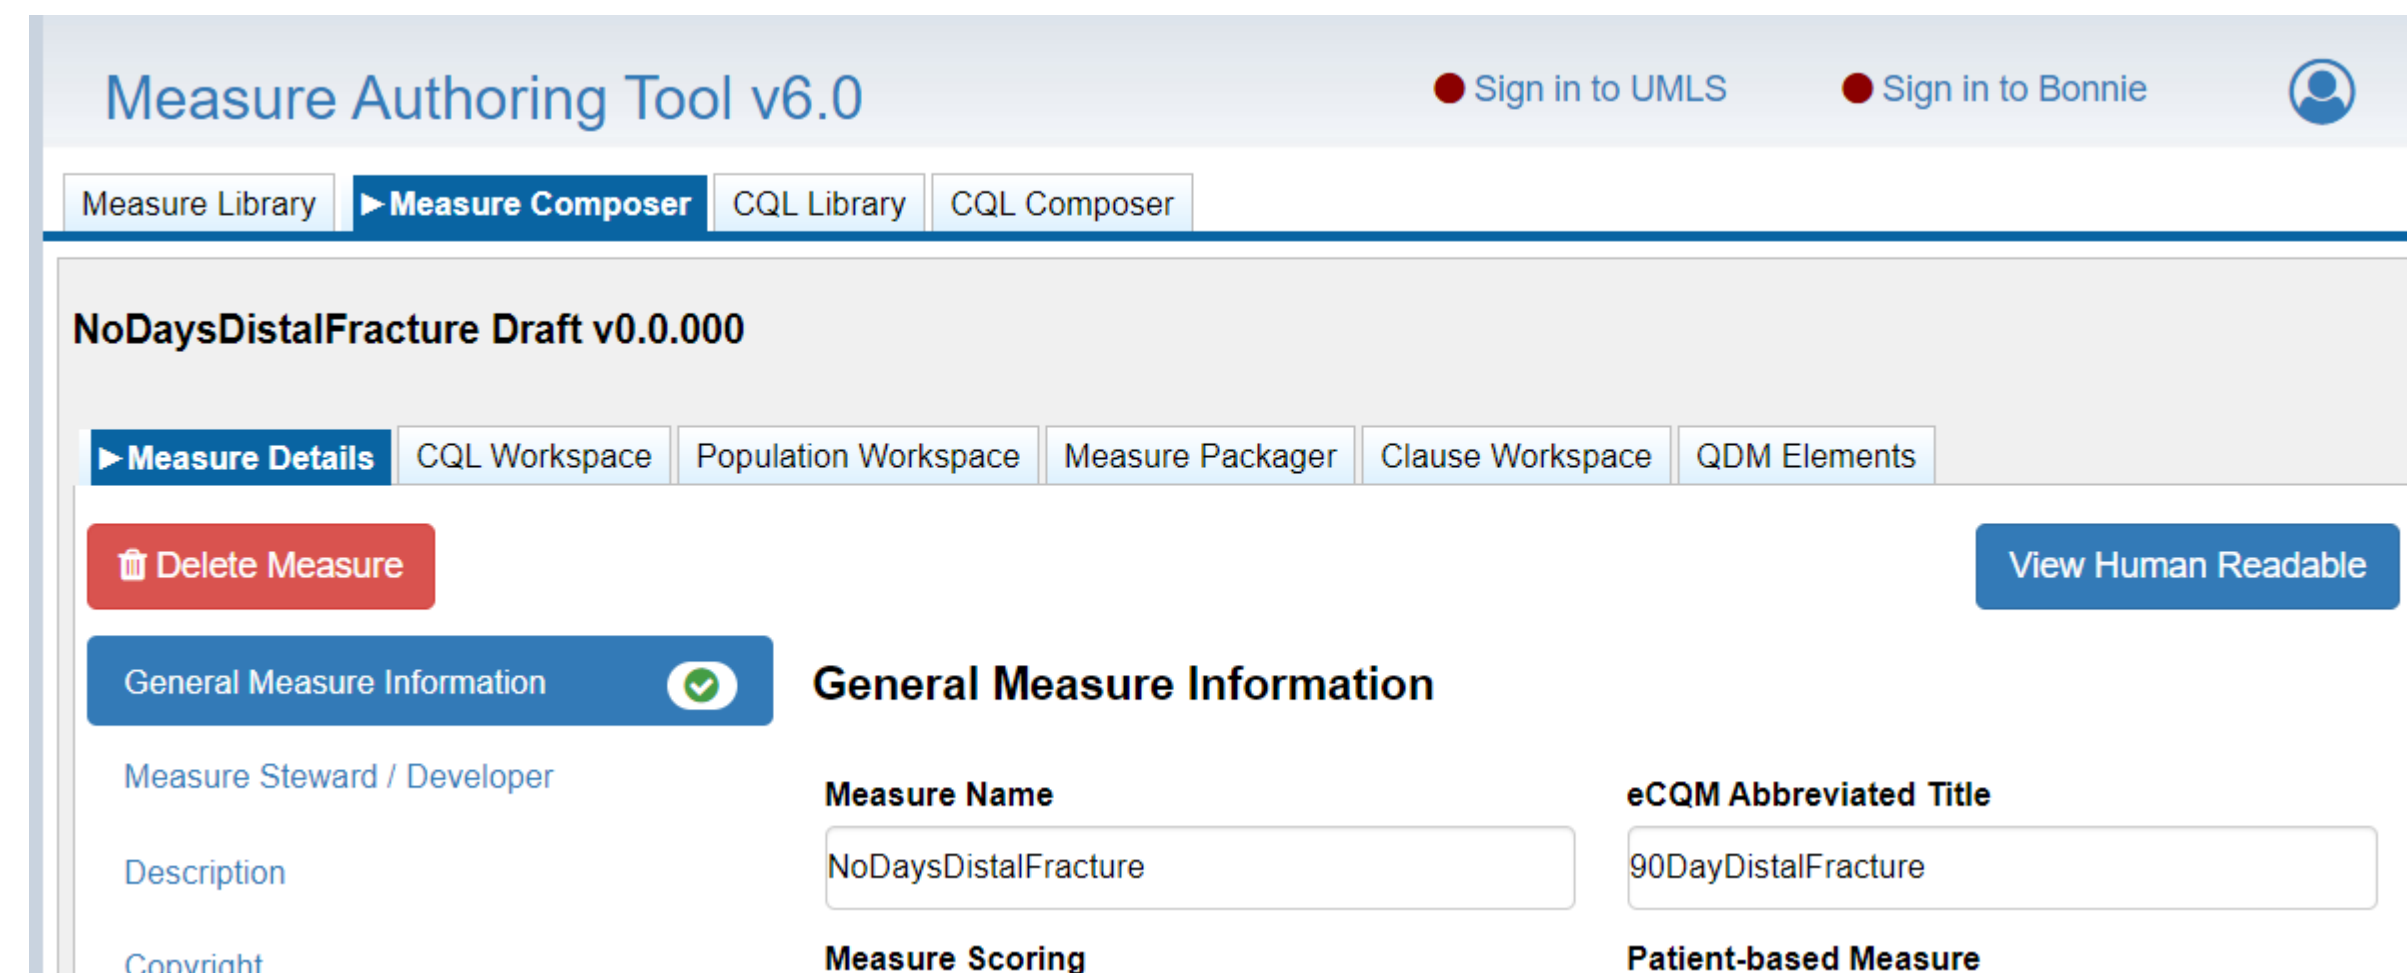 Measure Authoring Tool v6.0
Sign in to UMLS
Sign in to Bonnie
Measure Library
Measure Composer
CQL Library
CQL Composer
NoDaysDistalFracture Draft v0.0.000
Measure Details
CQL Workspace
Population Workspace
Measure Packager
Clause Workspace
QDM Elements
Delete Measure
View Human Readable
General Measure Information
General Measure Information
Measure Steward / Developer
Measure Name
eCQM Abbreviated Title
Description
NoDaysDistalFracture
90DayDistalFracture
Copyright
Measure Scoring
Patient-based Measure